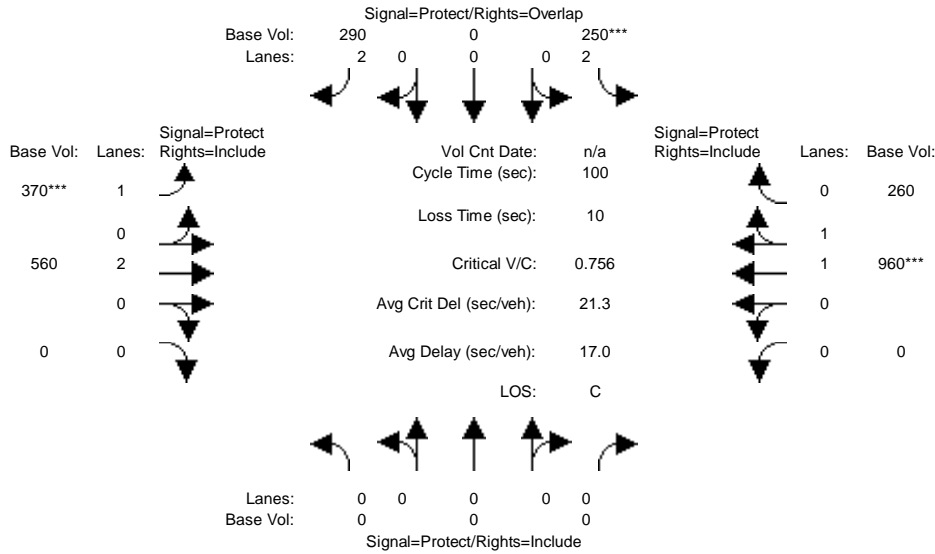 Signal=Protect/Rights=Overlap
Base Vol: 290 0 250***
Lanes: 2 0 0 0 2
Signal=Protect
Base Vol: Lanes: Rights=Include
Vol Cnt Date: n/a
Signal=Protect
Rights=Include Lanes: Base Vol:
Cycle Time (sec): 100
370*** 1
0 260
Loss Time (sec): 10
0
1
560 2
Critical V/C: 0.756
1 960***
0
Avg Crit Del (sec/veh): 21.3
0
0 0
Avg Delay (sec/veh): 17.0
0 0
LOS: C
Lanes: 0 0 0 0 0
Base Vol: 0 0 0
Signal=Protect/Rights=Include